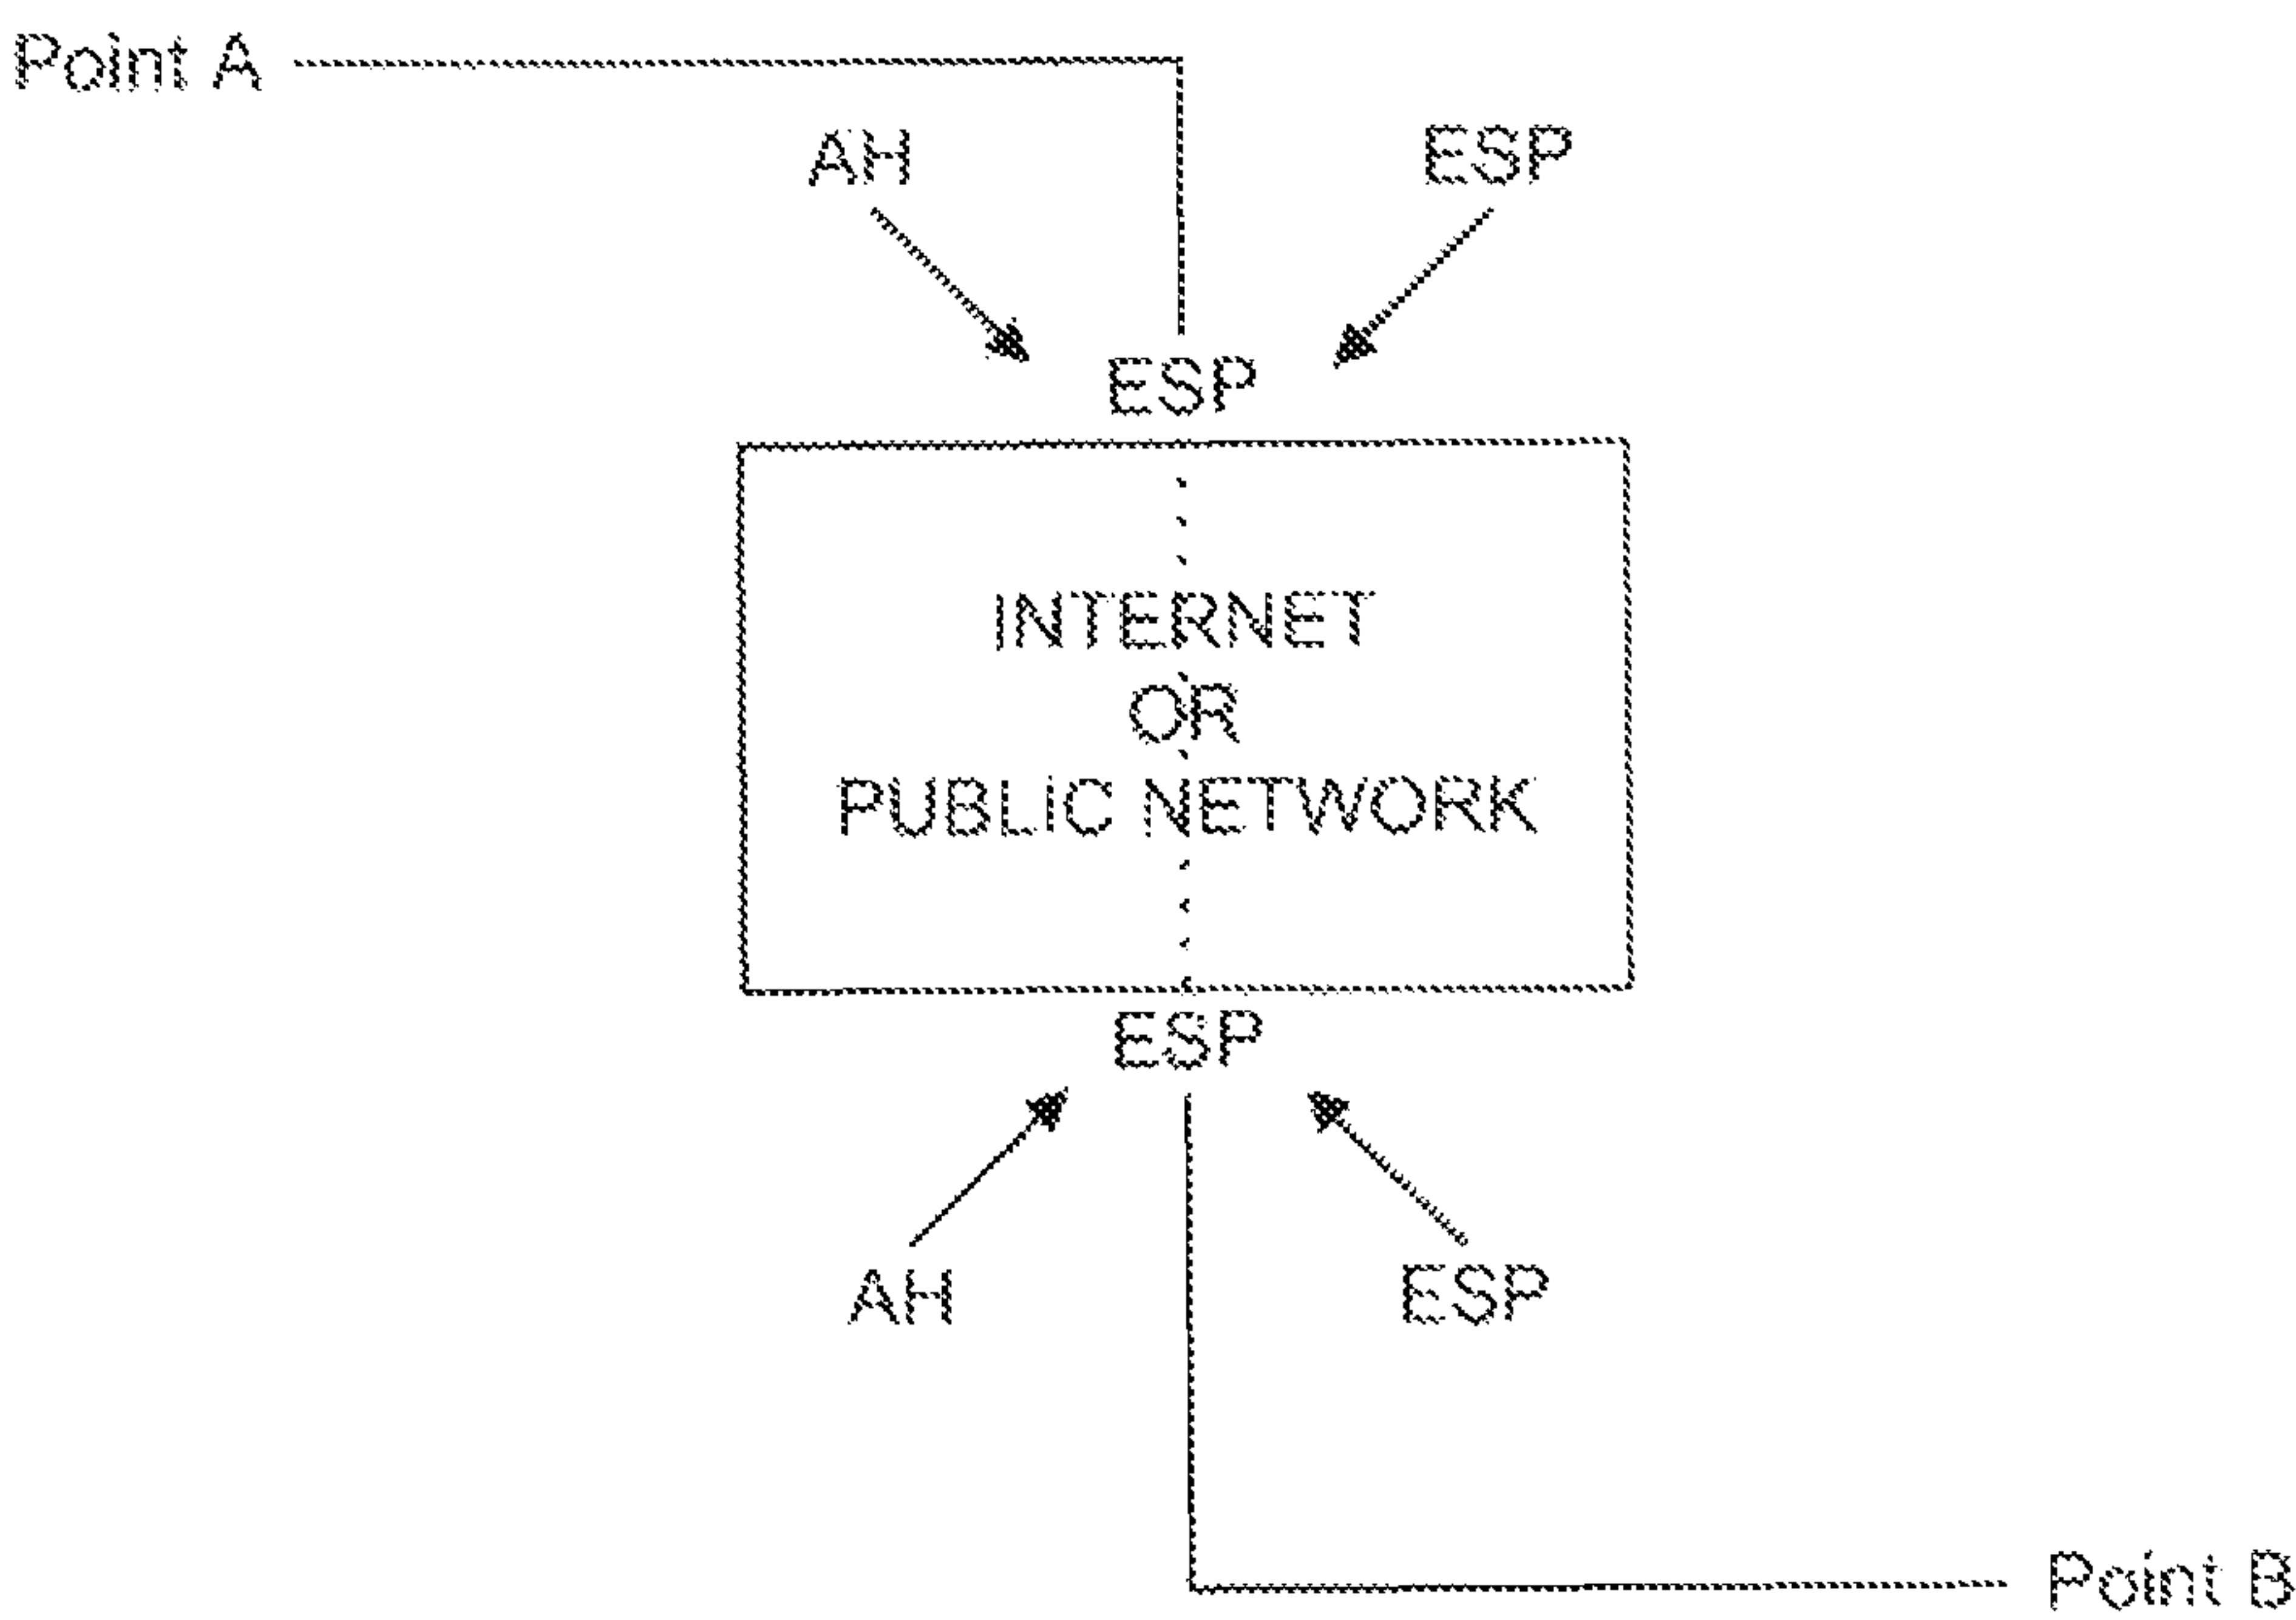 Point A
AH
ESP
ESP
INTERNET
OR
PUBLIC NETWORK
ESP
AH
ESP
Point B